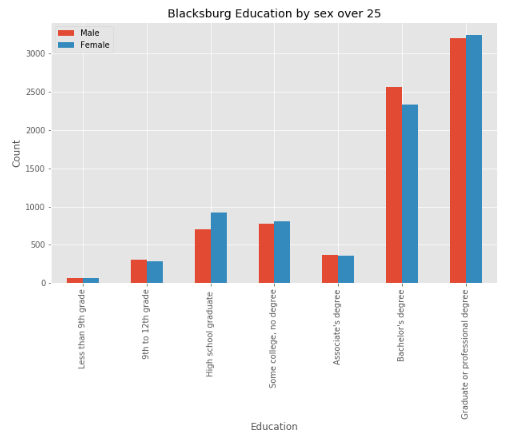 Blacksburg Education by sex over 25
Male
Female
3000
2500
2000
1500
1000
500
0
Count
Less than 9th grade
9th to 12th grade
High school graduate
Some college, no degree
Associate's degree
Bachelor's degree
Graduate or professional degree
Education